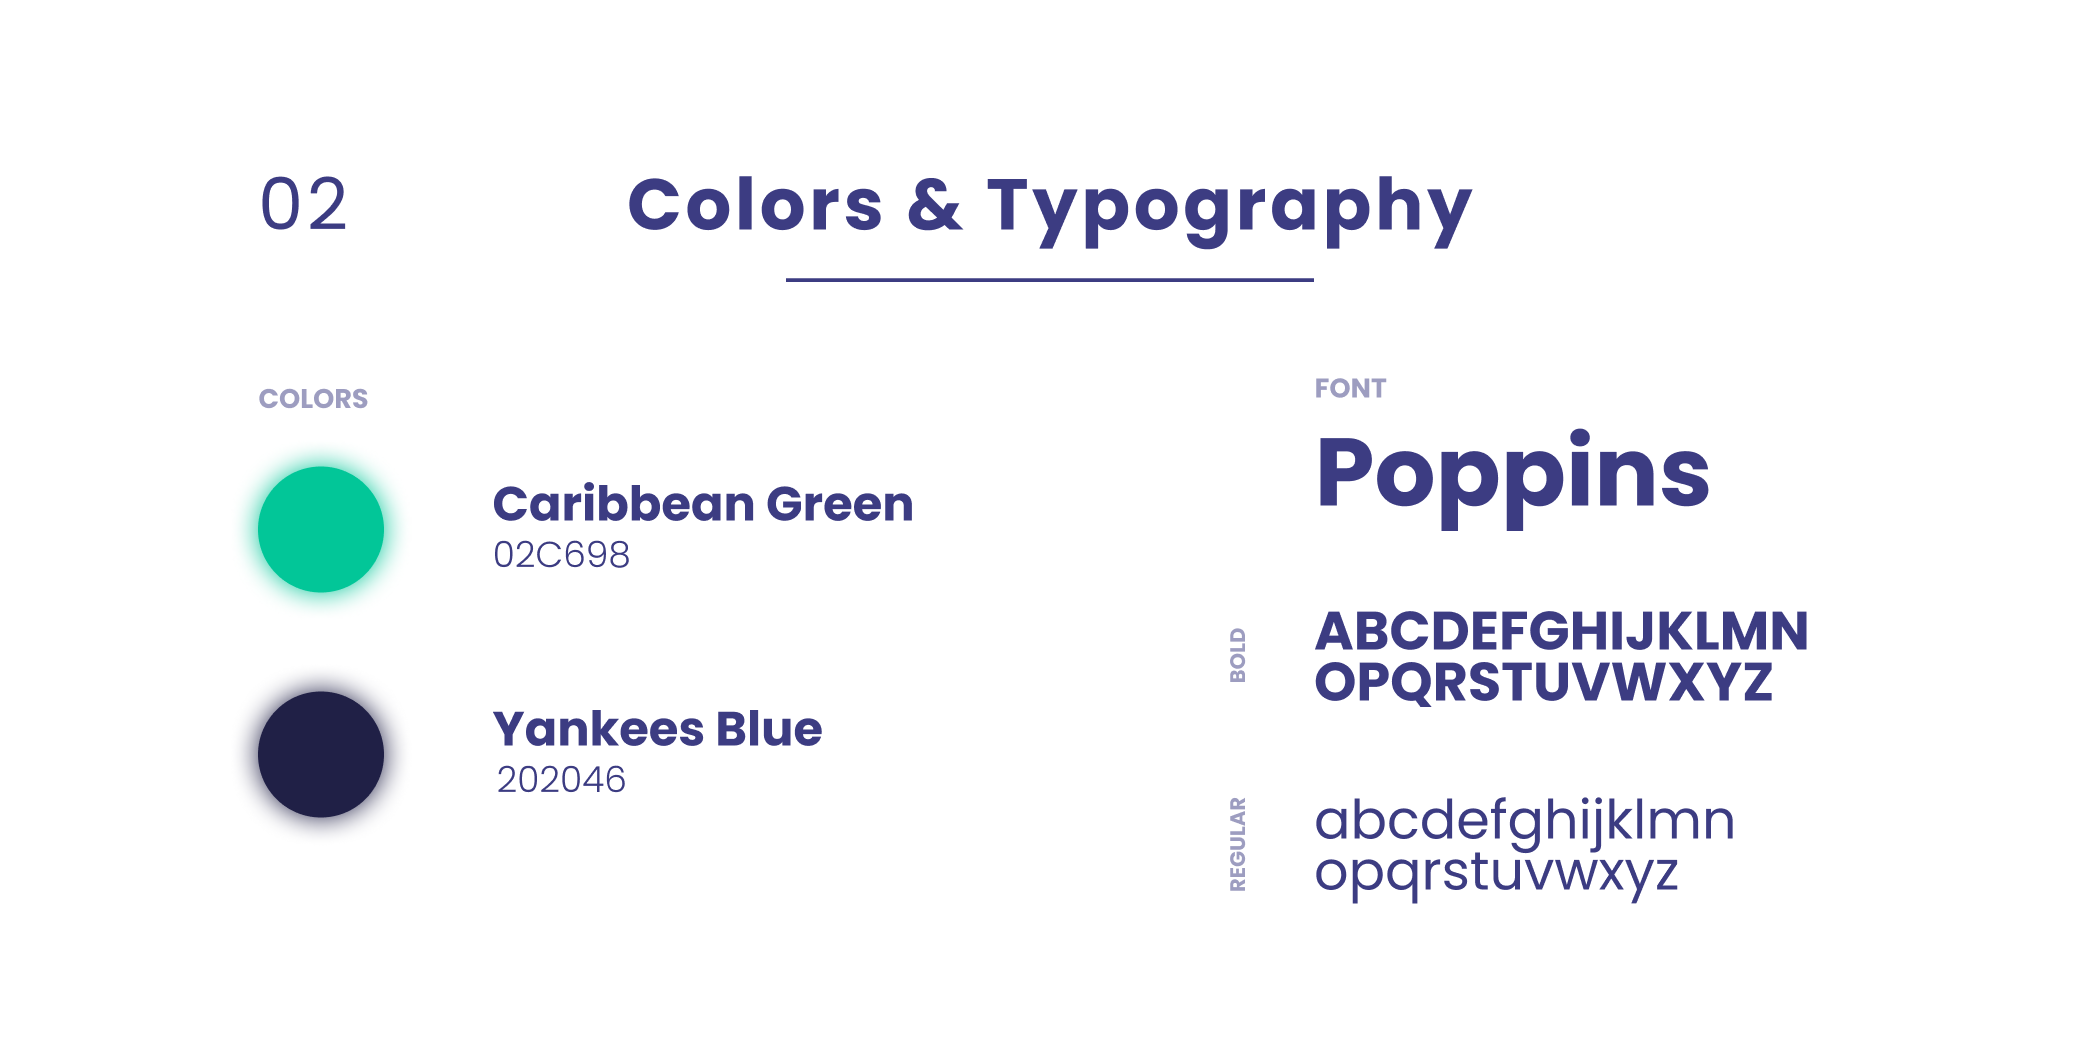 02
Colors & Typography
COLORS
Caribbean Green
02C698
Yankees Blue
202046
FONT
Poppins
BOLD
ABCDEFGHIJKLMN
OPQRSTUVWXYZ
REGULAR
abcdefghijklmn
opqrstuvwxyz